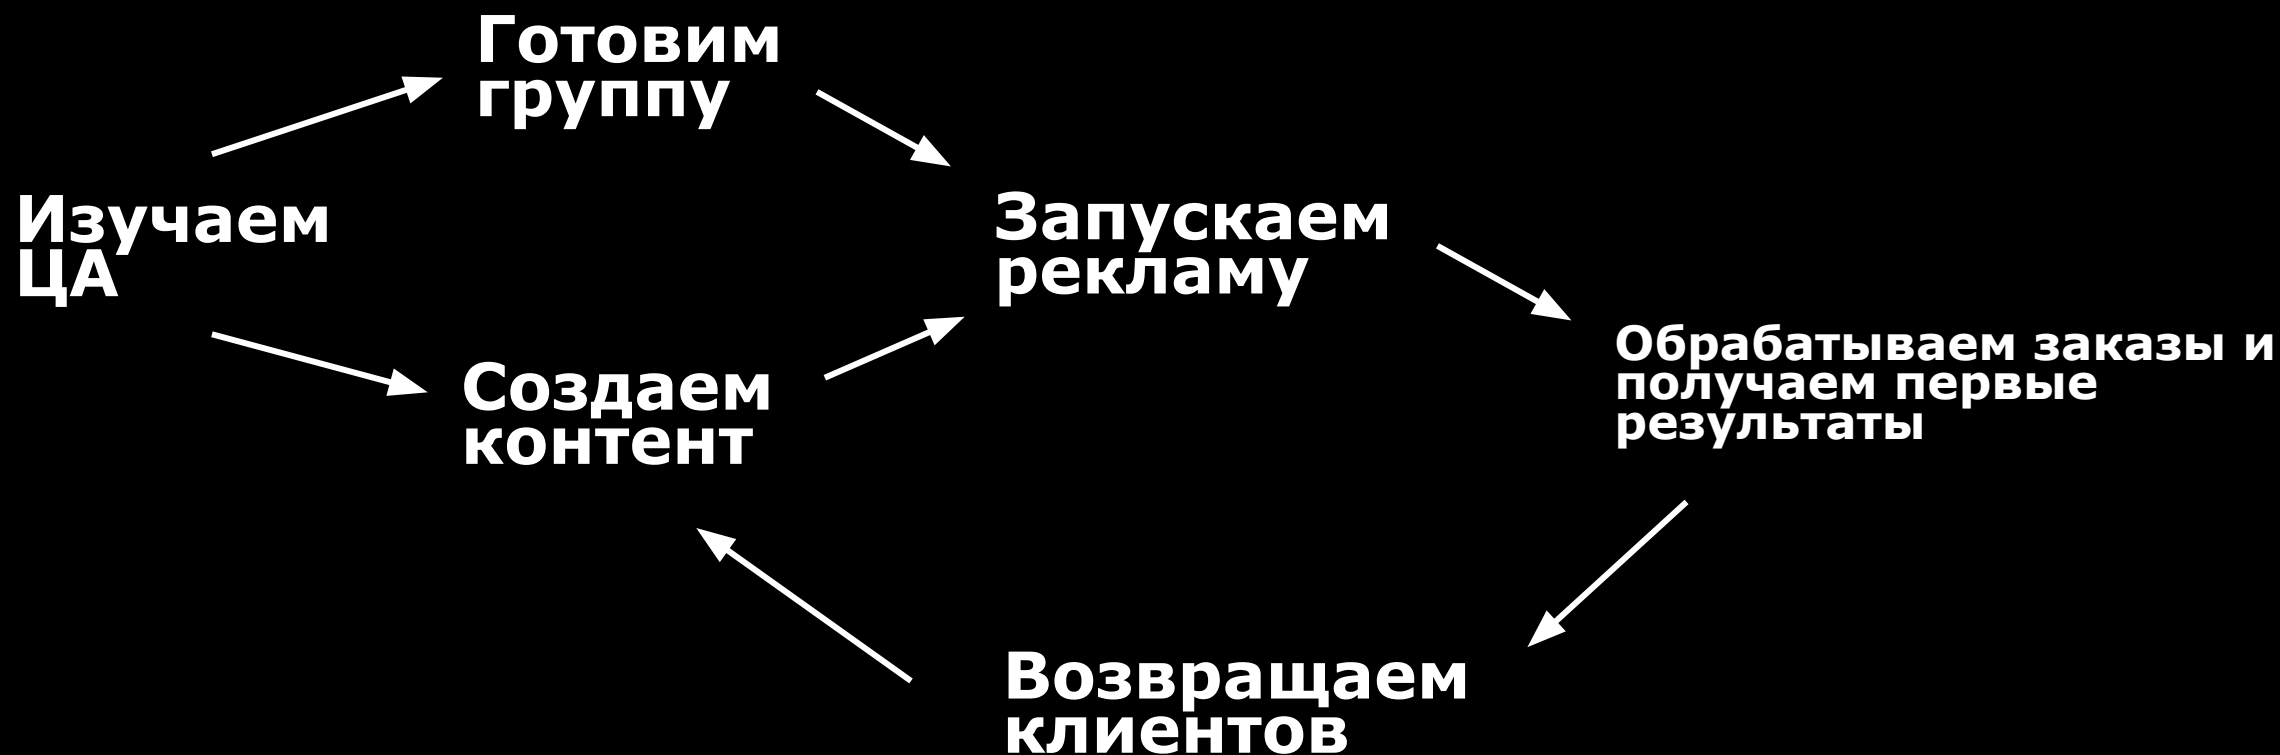 Готовим
группу
Изучаем
ЦА
Запускаем
рекламу
Создаем
контент
Обрабатываем заказы и
получаем первые
результаты
Возвращаем
клиентов